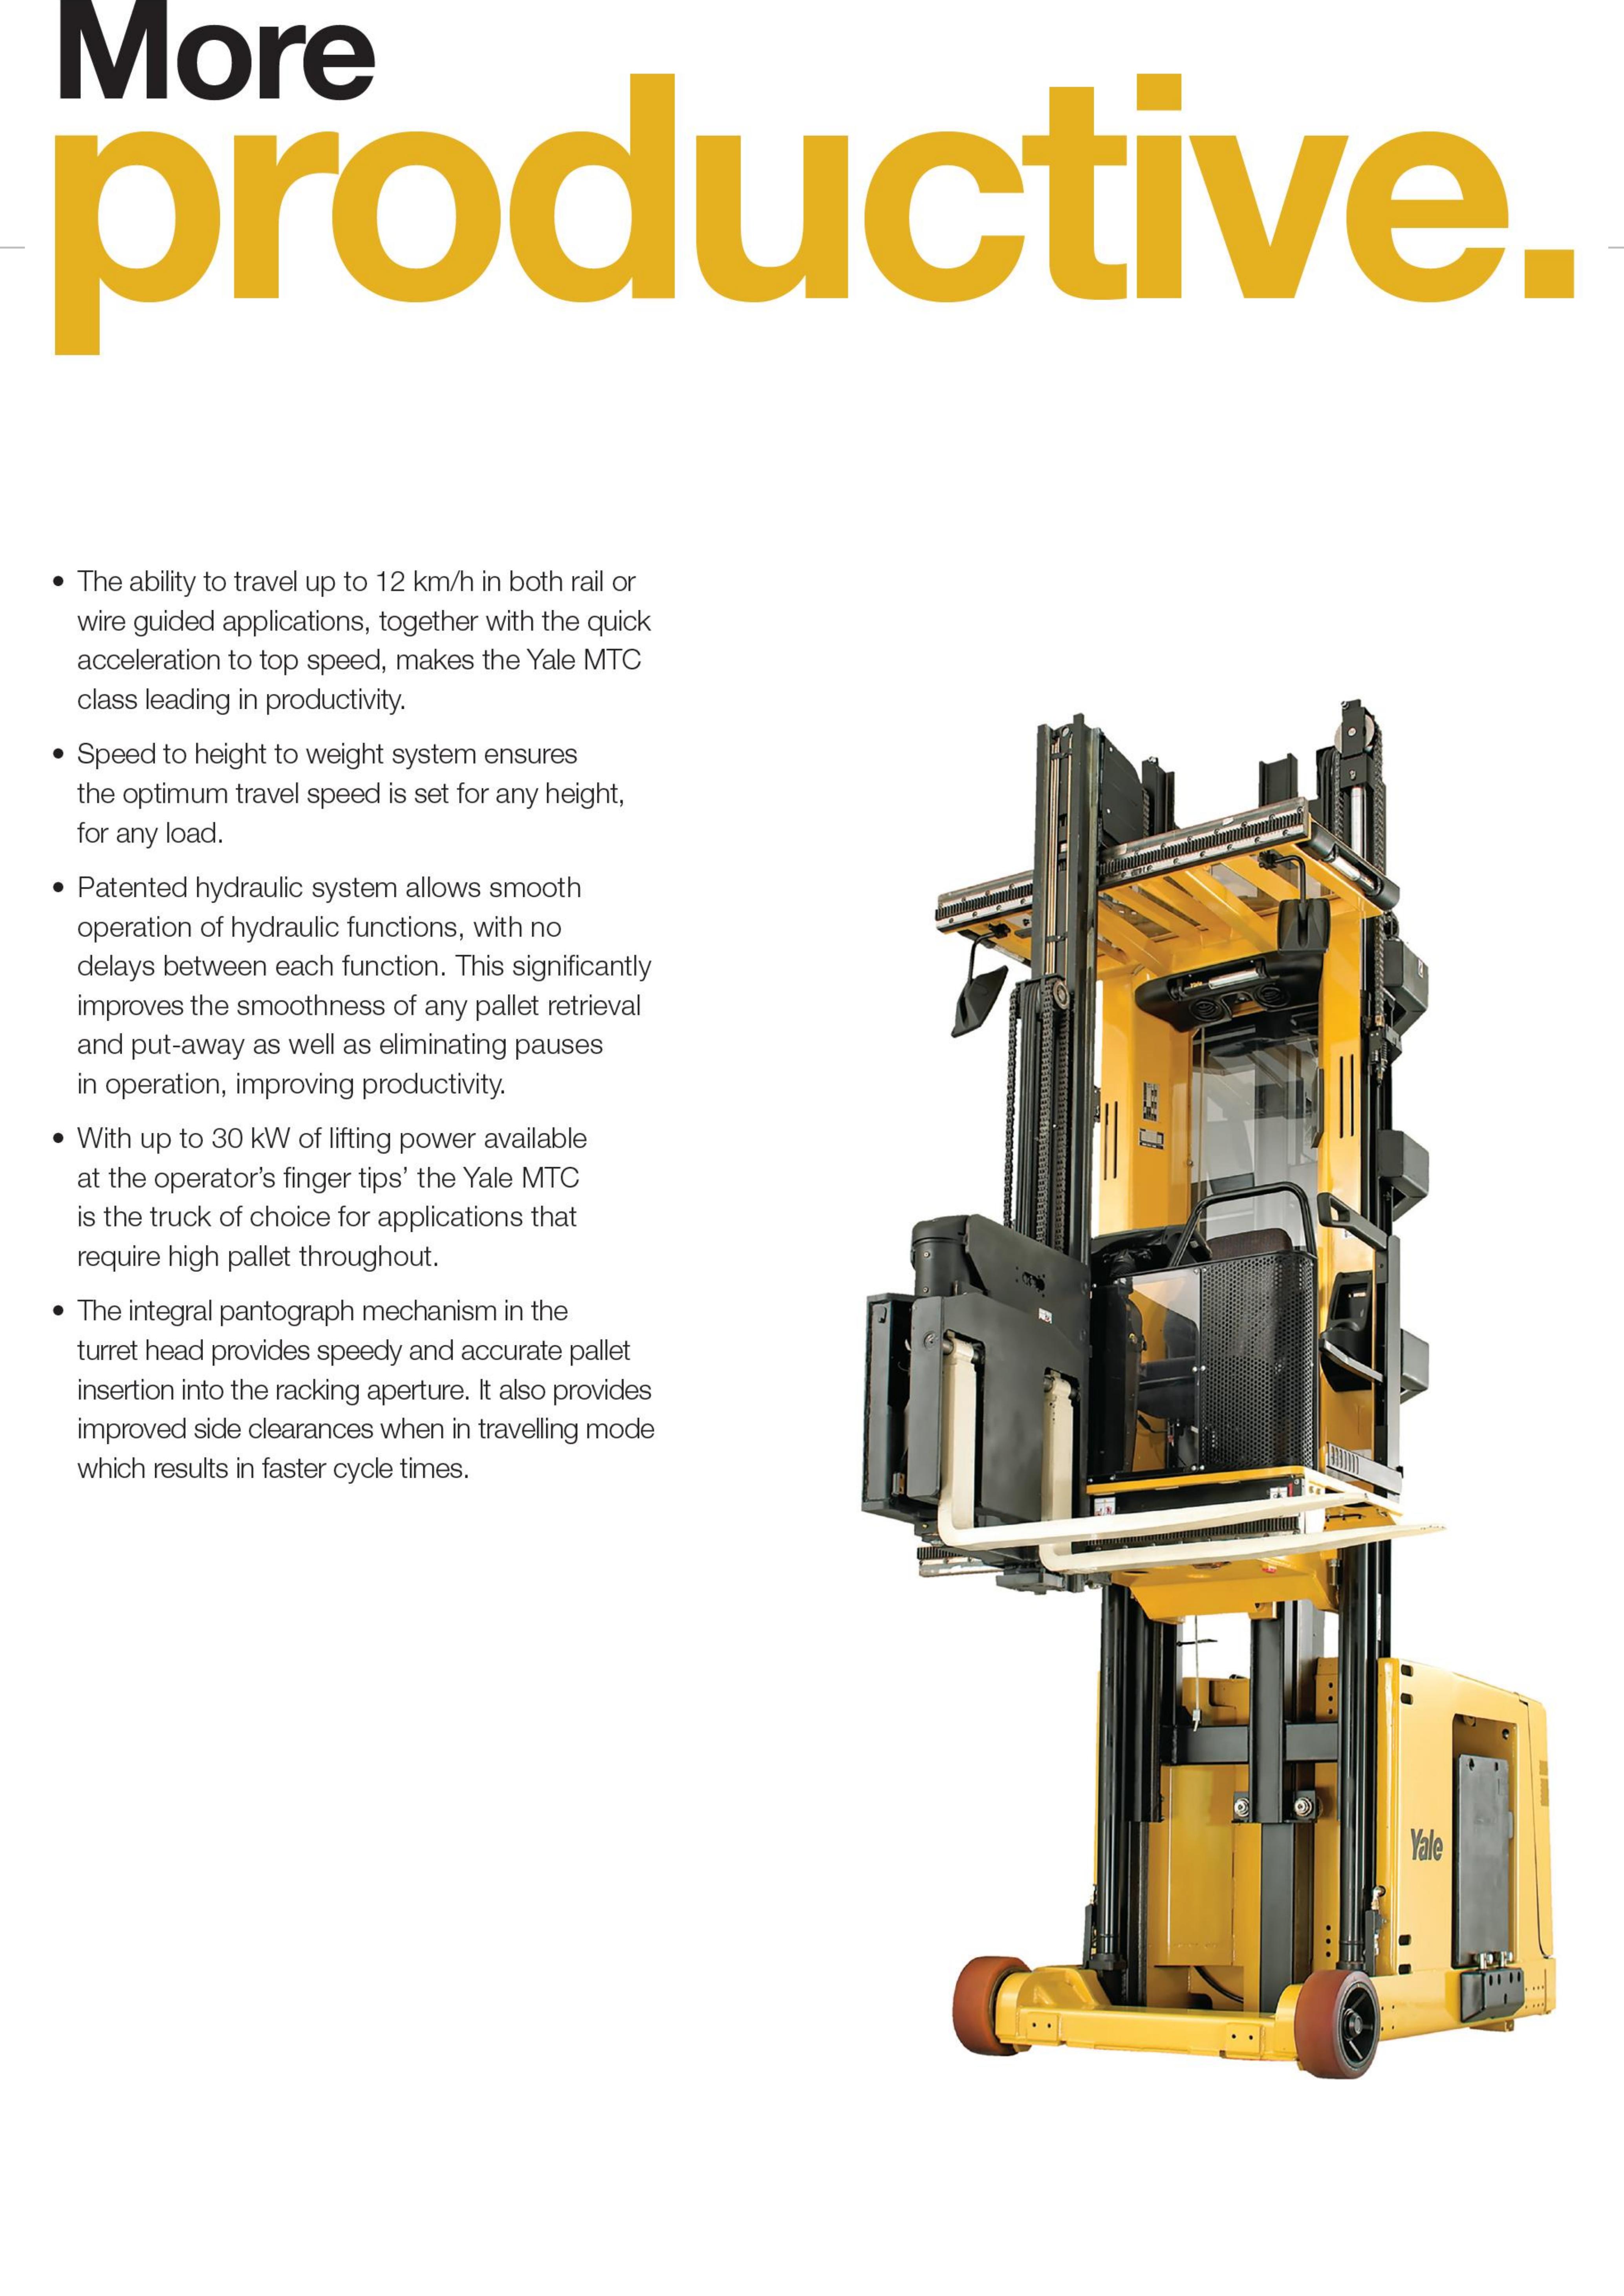 More
productive.
• The ability to travel up to 12 km/h in both rail or
wire guided applications, together with the quick
acceleration to top speed, makes the Yale MTC
class leading in productivity.
• Speed to height to weight system ensures
the optimum travel speed is set for any height,
for any load.
• Patented hydraulic system allows smooth
operation of hydraulic functions, with no
delays between each function. This significantly
improves the smoothness of any pallet retrieval
and put-away as well as eliminating pauses
in operation, improving productivity.
• With up to 30 kW of lifting power available
at the operator’s finger tips’ the Yale MTC
is the truck of choice for applications that
require high pallet throughout.
• The integral pantograph mechanism in the
turret head provides speedy and accurate pallet
insertion into the racking aperture. It also provides
improved side clearances when in travelling mode
which results in faster cycle times.
Yale